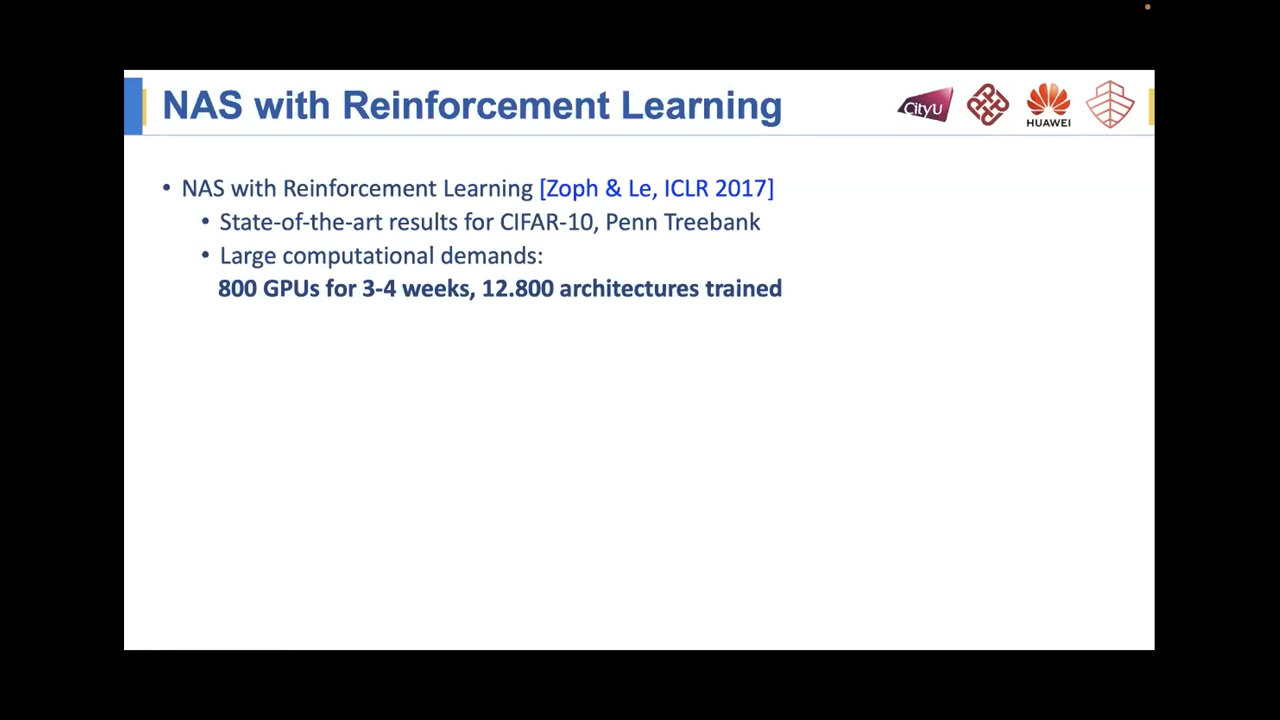 NAS with Reinforcement Learning
CityU
HUAWEI
• NAS with Reinforcement Learning [Zoph & Le, ICLR 2017]
• State-of-the-art results for CIFAR-10, Penn Treebank
• Large computational demands:
800 GPUs for 3-4 weeks, 12.800 architectures trained